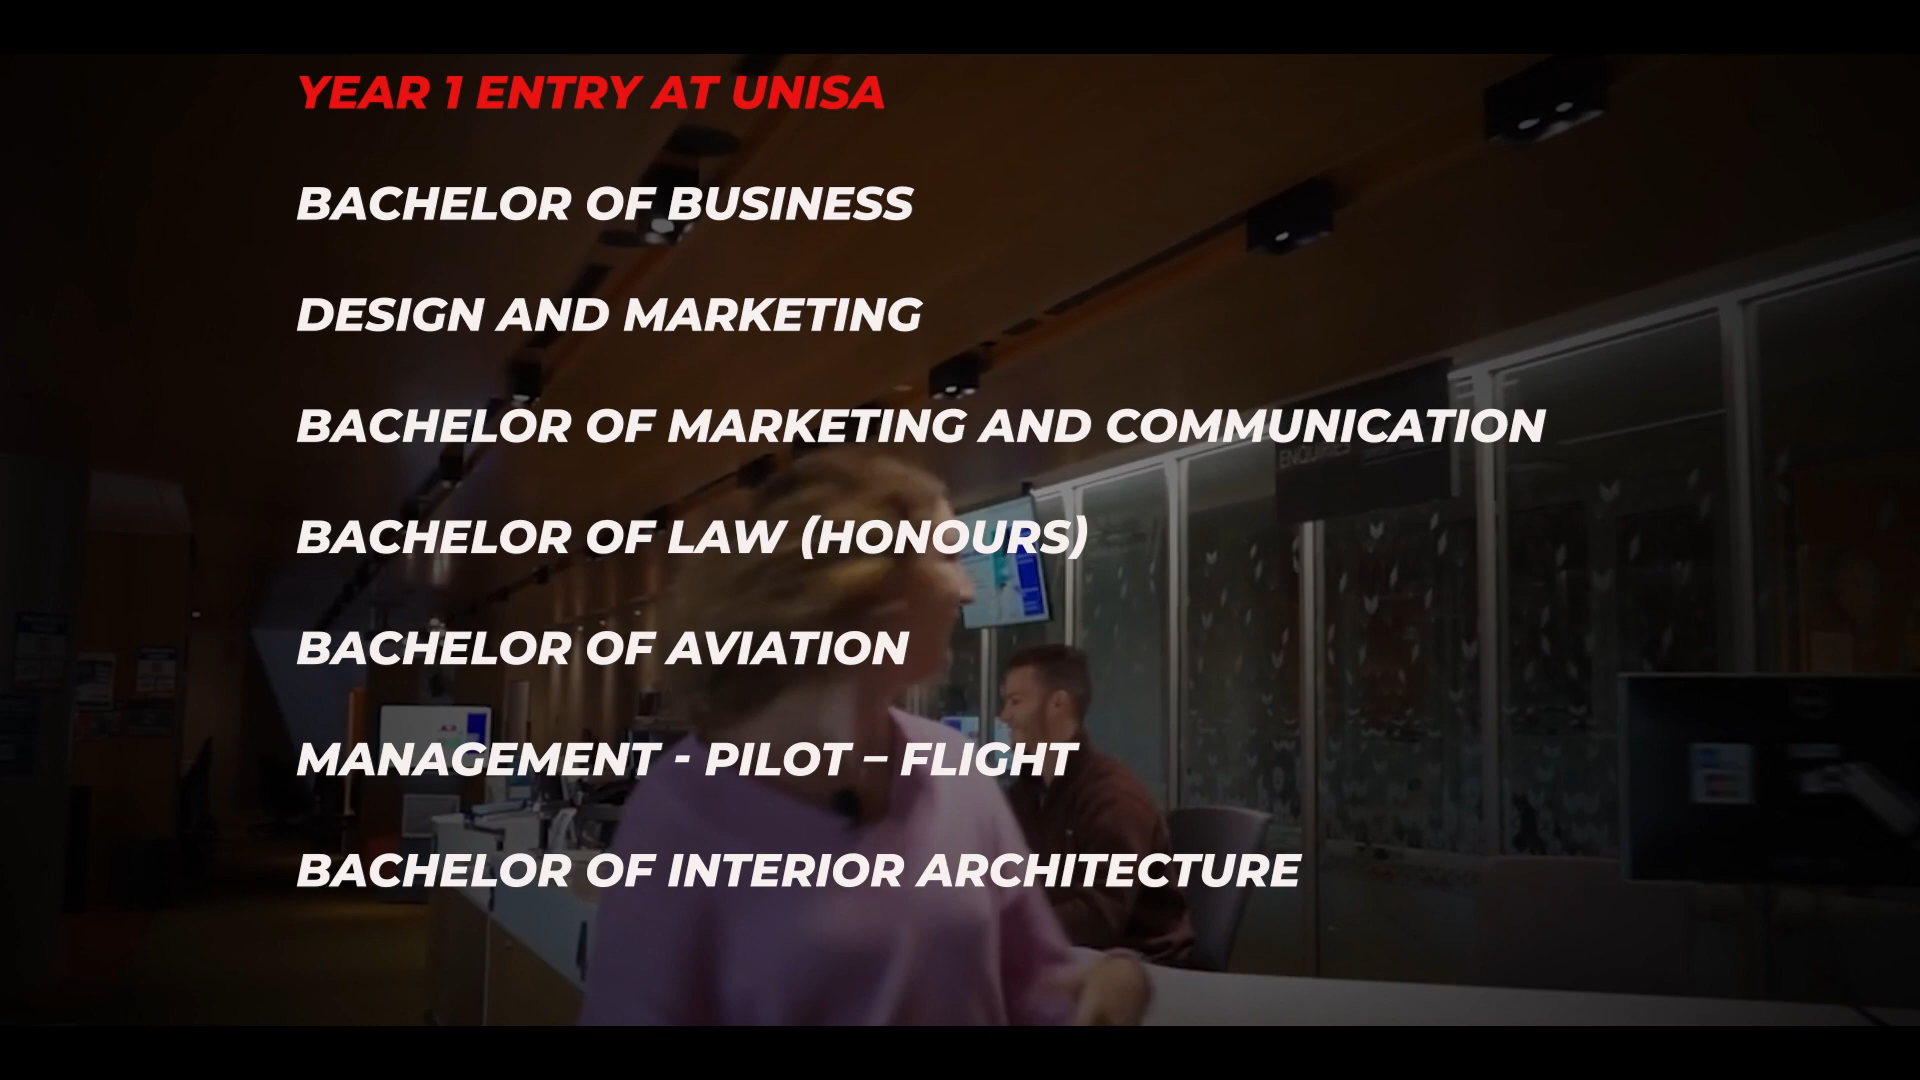 YEAR 1 ENTRY AT UNISA
BACHELOR OF BUSINESS
DESIGN AND MARKETING
BACHELOR OF MARKETING AND COMMUNICATION
ENQUIRIES
BACHELOR OF LAW (HONOURS)
BACHELOR OF AVIATION
MANAGEMENT - PILOT – FLIGHT
BACHELOR OF INTERIOR ARCHITECTURE